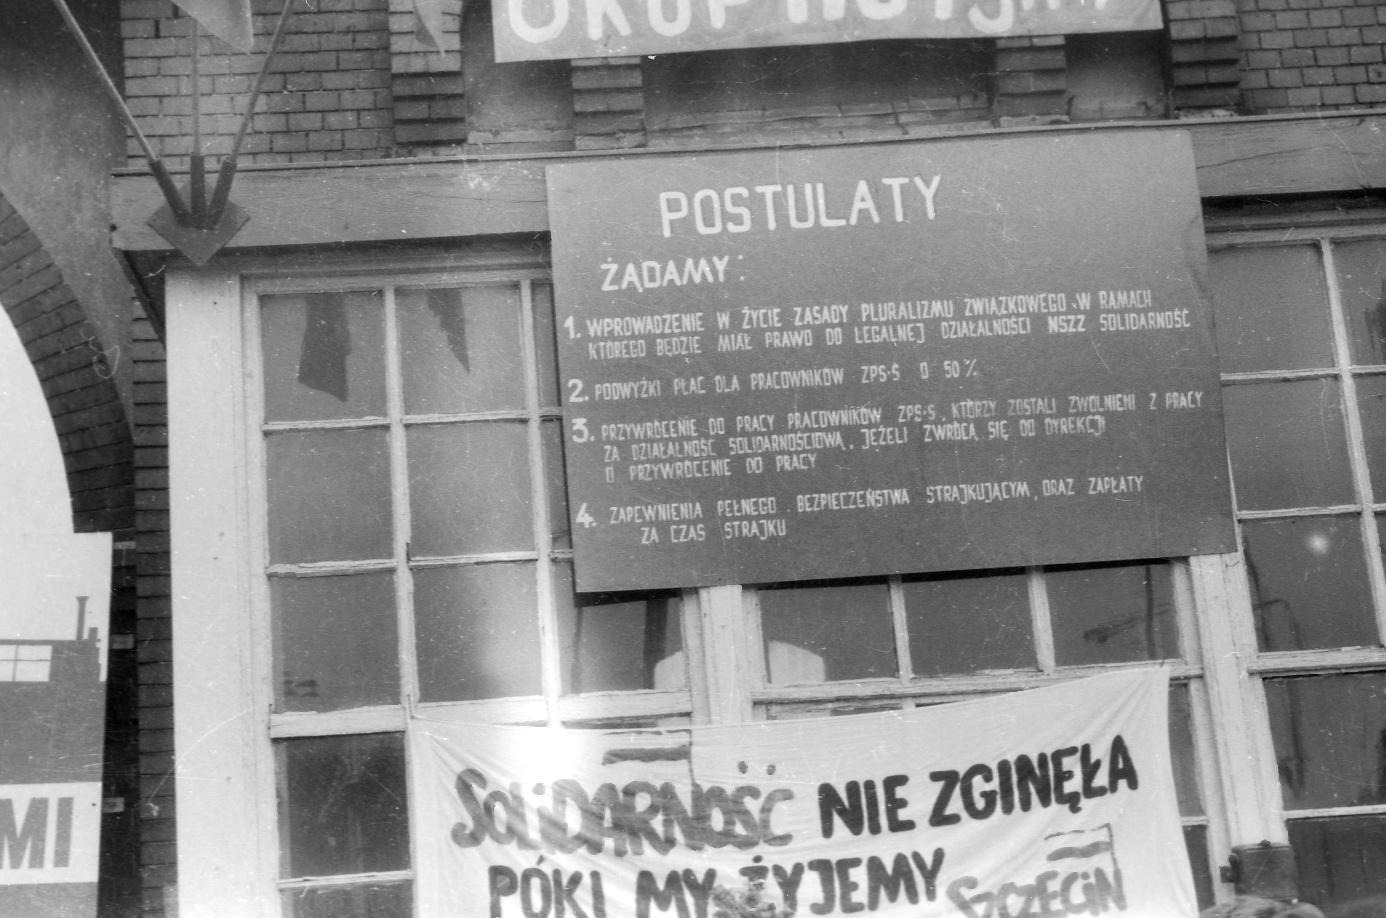 OKUPACYJNY
POSTULATY
ŻĄDAMY:
1. WPROWADZENIE W ŻYCIE ZASADY PLURALIZMU ZWIĄZKOWEGO W RAMACH
KTÓREGO BĘDZIE MIAŁ PRAWO DO LEGALNEJ DZIAŁALNOŚCI NSZZ SOLIDARNOŚĆ
2. PODWYŻKI PŁAC DLA PRACOWNIKÓW ZPS·S O 50%
3. PRZYWRÓCENIE DO PRACY PRACOWNIKÓW ZPS·S, KTÓRZY ZOSTALI ZWOLNIENI Z PRACY
ZA DZIAŁALNOŚĆ SOLIDARNOŚCIOWĄ, JEŻELI ZWRÓCĄ SIĘ DO DYREKCJI
O PRZYWRÓCENIE DO PRACY
4. ZAPEWNIENIA PEŁNEGO BEZPIECZEŃSTWA STRAJKUJĄCYM, ORAZ ZAPŁATY
ZA CZAS STRAJKU
SOLIDARNOŚĆ NIE ZGINĘŁA
PÓKI MY ŻYJEMY
SZCZECIN
MI